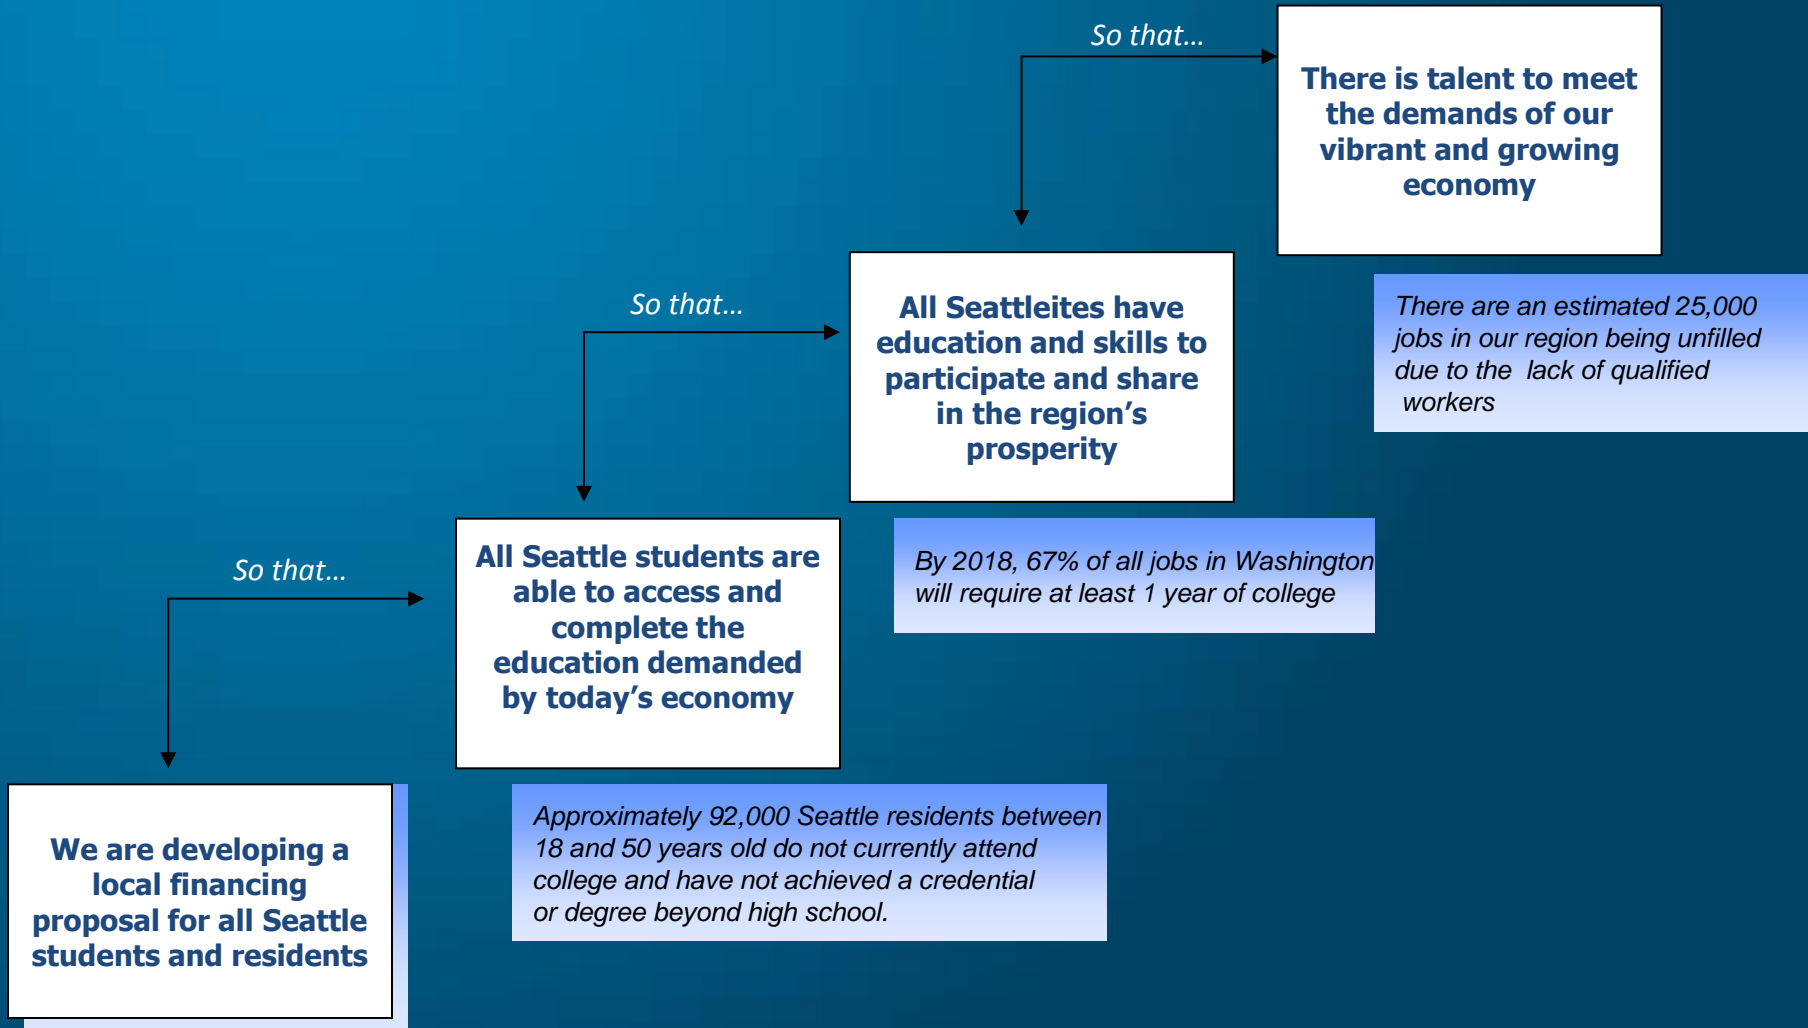 So that...
There is talent to meet
the demands of our
vibrant and growing
economy
There are an estimated 25,000
jobs in our region being unfilled
due to the  lack of qualified
workers
So that...
All Seattleites have
education and skills to
participate and share
in the region’s
prosperity
By 2018, 67% of all jobs in Washington
will require at least 1 year of college
So that...
All Seattle students are
able to access and
complete the
education demanded
by today’s economy
Approximately 92,000 Seattle residents between
18 and 50 years old do not currently attend
college and have not achieved a credential
or degree beyond high school.
We are developing a
local financing
proposal for all Seattle
students and residents